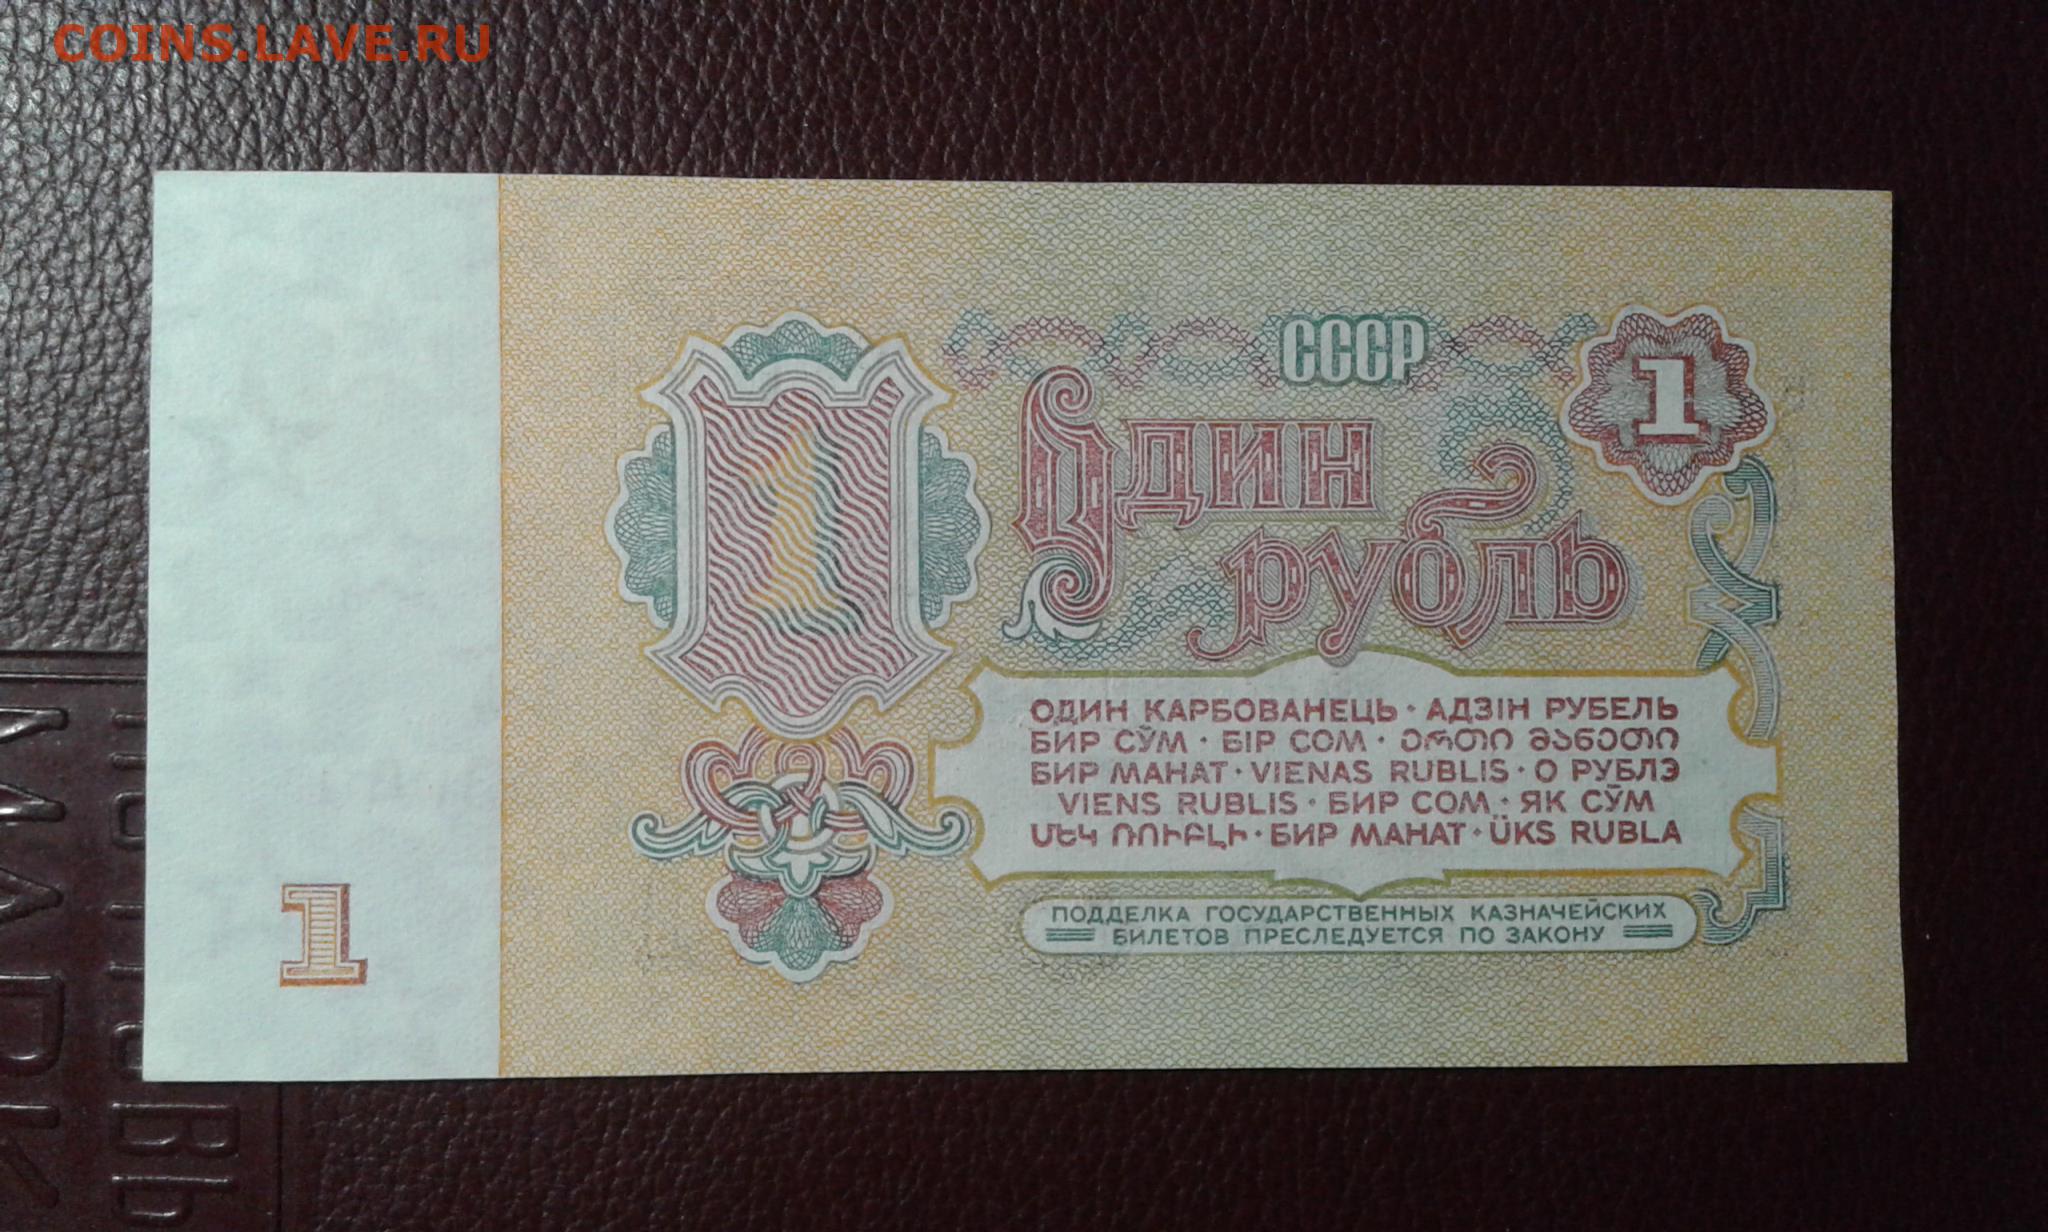 COINS.LAVE.RU
СССР
1
1
Один
рубль
ОДИН КАРБОВАНЕЦЬ · АДЗІН РУБЕЛЬ
БИР СЎМ · БІР СОМ · ერთი მანეთი
БИР МАНАТ · VIENAS RUBLIS · О РУБЛЭ
VIENS RUBLIS · БИР СОМ · ЯК СӮМ
ՄԵԿ ՌՈՒԲԼԻ · БИР МАНАТ · ÜKS RUBLA
ПОДДЕЛКА ГОСУДАРСТВЕННЫХ КАЗНАЧЕЙСКИХ
БИЛЕТОВ ПРЕСЛЕДУЕТСЯ ПО ЗАКОНУ
1